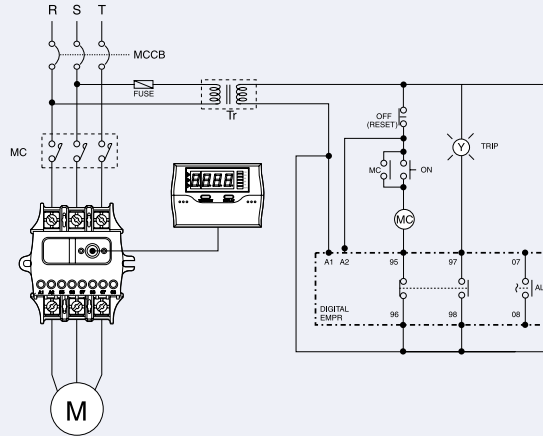 R S T
MCCB
FUSE
Tr
MC
OFF
(RESET)
Y
TRIP
MC
ON
MC
A1 A2 95 97 07
DIGITAL
EMPR
96 98 08
AL
M